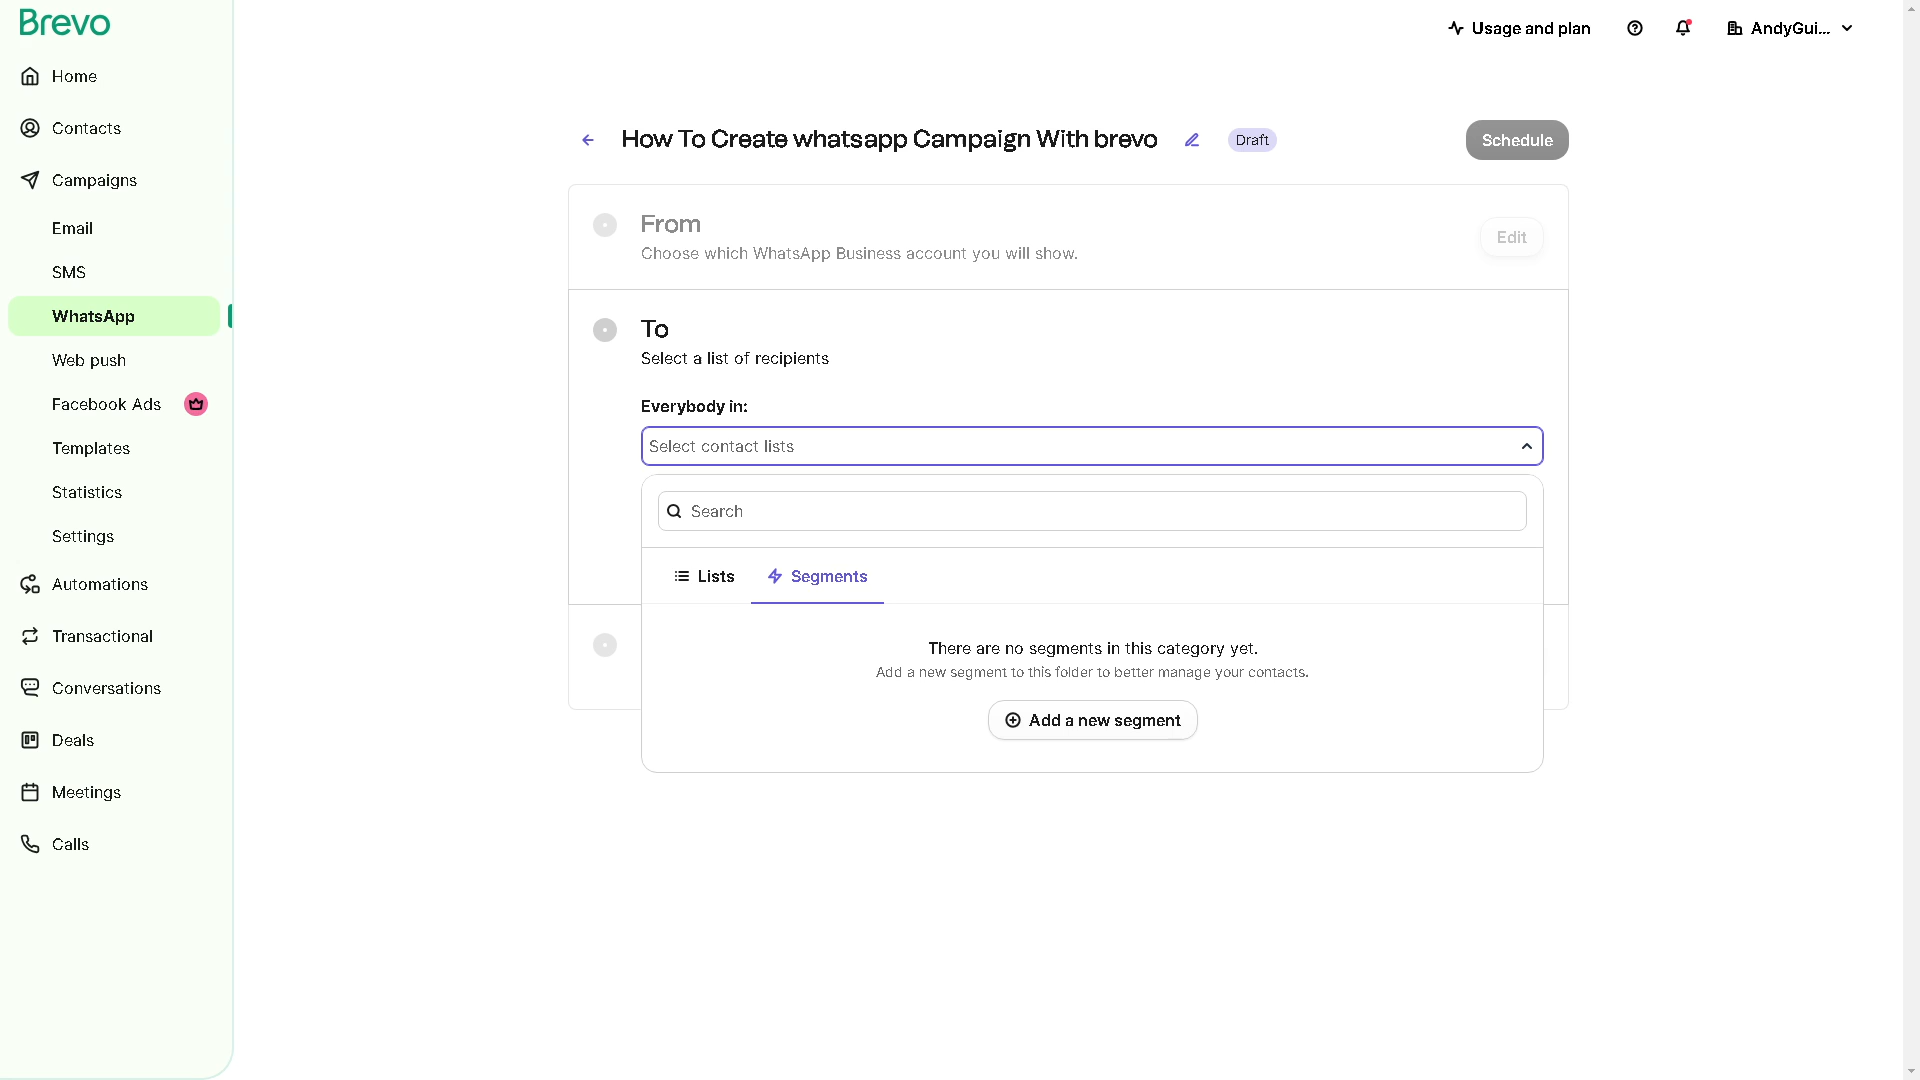 Brevo
Usage and plan
AndyGui...
Home
Contacts
Campaigns
Email
SMS
WhatsApp
Web push
Facebook Ads
Templates
Statistics
Settings
Automations
Transactional
Conversations
Deals
Meetings
Calls
How To Create whatsapp Campaign With brevo
Draft
Schedule
From
Choose which WhatsApp Business account you will show.
Edit
To
Select a list of recipients
Everybody in:
Select contact lists
Search
Lists
Segments
There are no segments in this category yet.
Add a new segment to this folder to better manage your contacts.
Add a new segment